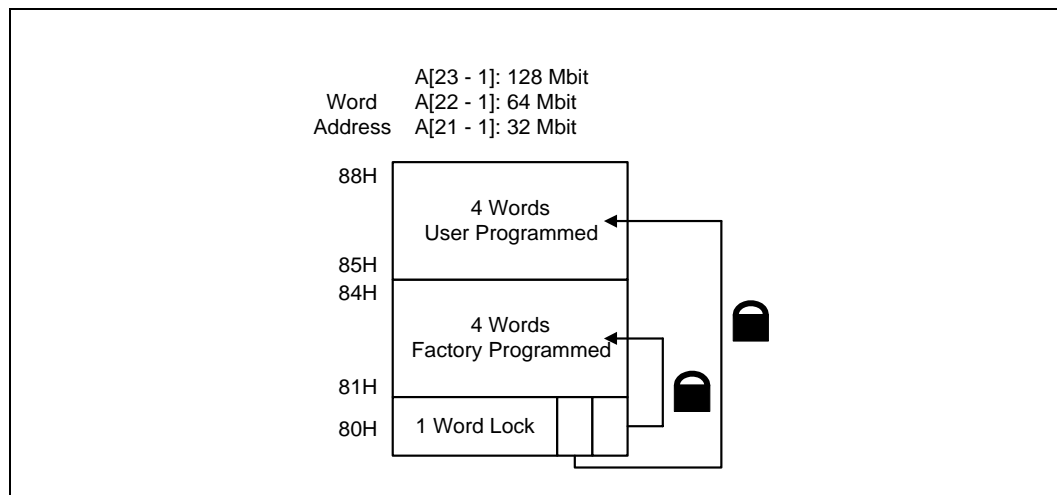 A[23 - 1]: 128 Mbit
Word A[22 - 1]: 64 Mbit
Address A[21 - 1]: 32 Mbit
88H
4 Words
User Programmed
85H
84H
4 Words
Factory Programmed
81H
80H 1 Word Lock